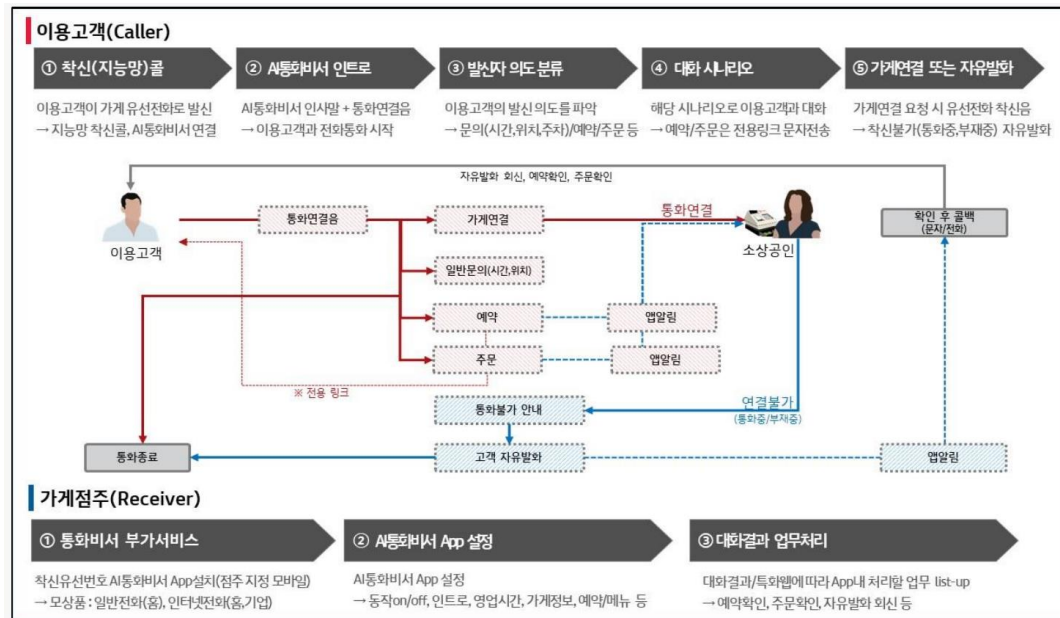 이용고객(Caller)
① 착신(지능망)콜
② AI통화비서 인트로
③ 발신자 의도 분류
④ 대화 시나리오
⑤ 가게연결 또는 자유발화
이용고객이 가게 유선전화로 발신
→ 지능망 착신콜, AI통화비서 연결
AI통화비서 인사말 + 통화연결음
→ 이용고객과 전화통화 시작
이용고객의 발신 의도를 파악
→ 문의(시간,위치,주차)/예약/주문 등
해당 시나리오로 이용고객과 대화
→ 예약/주문은 전용링크 문자전송
가게연결 요청 시 유선전화 착신음
→ 착신불가(통화중,부재중) 자유발화
자유발화 회신, 예약확인, 주문확인
이용고객
통화연결음
가게연결
통화연결
소상공인
확인 후 콜백
(문자/전화)
일반문의(시간,위치)
예약
앱알림
주문
앱알림
※ 전용 링크
통화불가 안내
연결불가
(통화중/부재중)
통화종료
고객 자유발화
앱알림
가게점주(Receiver)
① 통화비서 부가서비스
② AI통화비서 App 설정
③ 대화결과 업무처리
착신유선번호 AI통화비서 App설치(점주 지정 모바일)
→ 모상품 : 일반전화(홈), 인터넷전화(홈,기업)
AI통화비서 App 설정
→ 동작on/off, 인트로, 영업시간, 가게정보, 예약/메뉴 등
대화결과/특화웹에 따라 App내 처리할 업무 list-up
→ 예약확인, 주문확인, 자유발화 회신 등